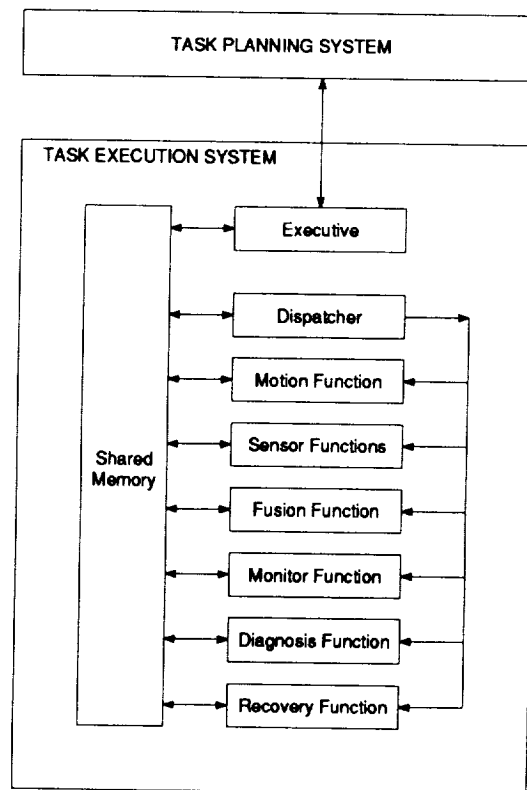 TASK PLANNING SYSTEM
TASK EXECUTION SYSTEM
Executive
Dispatcher
Motion Function
Sensor Functions
Shared
Memory
Fusion Function
Monitor Function
Diagnosis Function
Recovery Function